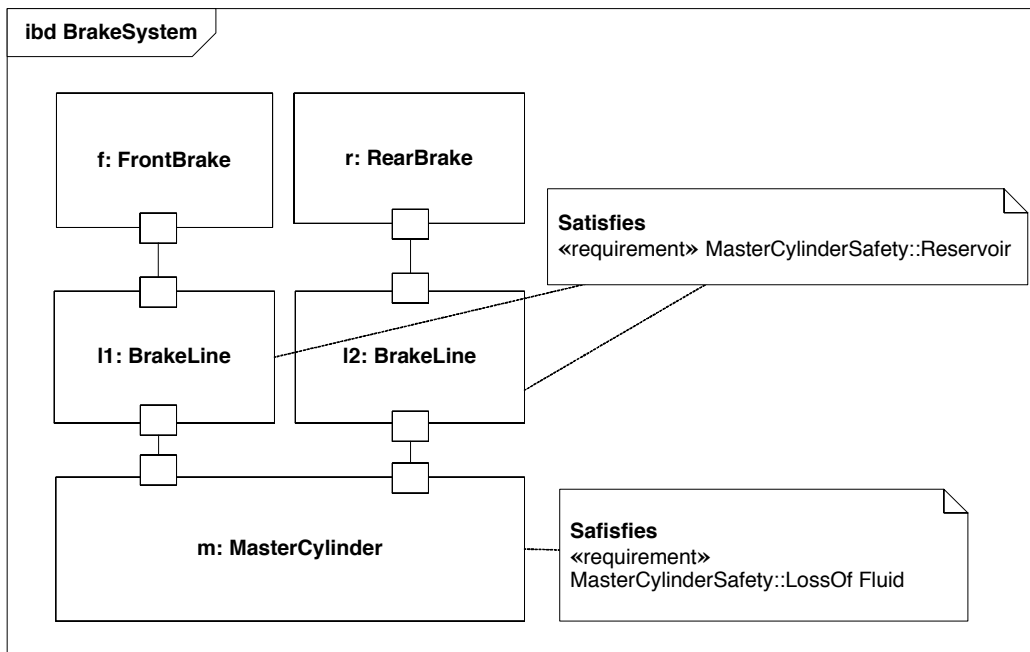 ibd BrakeSystem
f: FrontBrake
r: RearBrake
Satisfies
«requirement» MasterCylinderSafety::Reservoir
l1: BrakeLine
l2: BrakeLine
m: MasterCylinder
Safisfies
«requirement»
MasterCylinderSafety::LossOf Fluid